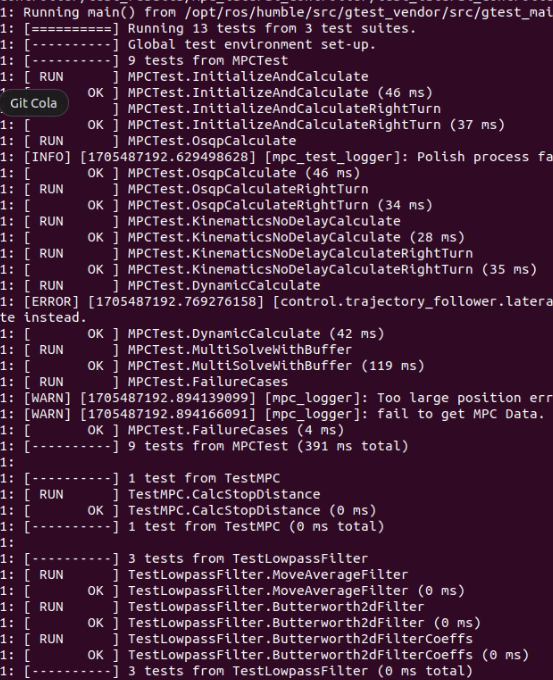 1: Running main() from /opt/ros/humble/src/gtest_vendor/src/gtest_mai
1: [==========] Running 13 tests from 3 test suites.
1: [----------] Global test environment set-up.
1: [----------] 9 tests from MPCTest
1: [ RUN      ] MPCTest.InitializeAndCalculate
OK ] MPCTest.InitializeAndCalculate (46 ms)
Git Cola
] MPCTest.InitializeAndCalculateRightTurn
1: [       OK ] MPCTest.InitializeAndCalculateRightTurn (37 ms)
1: [ RUN      ] MPCTest.OsqpCalculate
1: [INFO] [1705487192.629498628] [mpc_test_logger]: Polish process fa
1: [       OK ] MPCTest.OsqpCalculate (46 ms)
1: [ RUN      ] MPCTest.OsqpCalculateRightTurn
1: [       OK ] MPCTest.OsqpCalculateRightTurn (34 ms)
1: [ RUN      ] MPCTest.KinematicsNoDelayCalculate
1: [       OK ] MPCTest.KinematicsNoDelayCalculate (28 ms)
1: [ RUN      ] MPCTest.KinematicsNoDelayCalculateRightTurn
1: [       OK ] MPCTest.KinematicsNoDelayCalculateRightTurn (35 ms)
1: [ RUN      ] MPCTest.DynamicCalculate
1: [ERROR] [1705487192.769276158] [control.trajectory_follower.latera
te instead.
1: [       OK ] MPCTest.DynamicCalculate (42 ms)
1: [ RUN      ] MPCTest.MultiSolveWithBuffer
1: [       OK ] MPCTest.MultiSolveWithBuffer (119 ms)
1: [ RUN      ] MPCTest.FailureCases
1: [WARN] [1705487192.894139099] [mpc_logger]: Too large position err
1: [WARN] [1705487192.894166091] [mpc_logger]: fail to get MPC Data.
1: [       OK ] MPCTest.FailureCases (4 ms)
1: [----------] 9 tests from MPCTest (391 ms total)
1:
1: [----------] 1 test from TestMPC
1: [ RUN      ] TestMPC.CalcStopDistance
1: [       OK ] TestMPC.CalcStopDistance (0 ms)
1: [----------] 1 test from TestMPC (0 ms total)
1:
1: [----------] 3 tests from TestLowpassFilter
1: [ RUN      ] TestLowpassFilter.MoveAverageFilter
1: [       OK ] TestLowpassFilter.MoveAverageFilter (0 ms)
1: [ RUN      ] TestLowpassFilter.Butterworth2dFilter
1: [       OK ] TestLowpassFilter.Butterworth2dFilter (0 ms)
1: [ RUN      ] TestLowpassFilter.Butterworth2dFilterCoeffs
1: [       OK ] TestLowpassFilter.Butterworth2dFilterCoeffs (0 ms)
1: [----------] 3 tests from TestLowpassFilter (0 ms total)